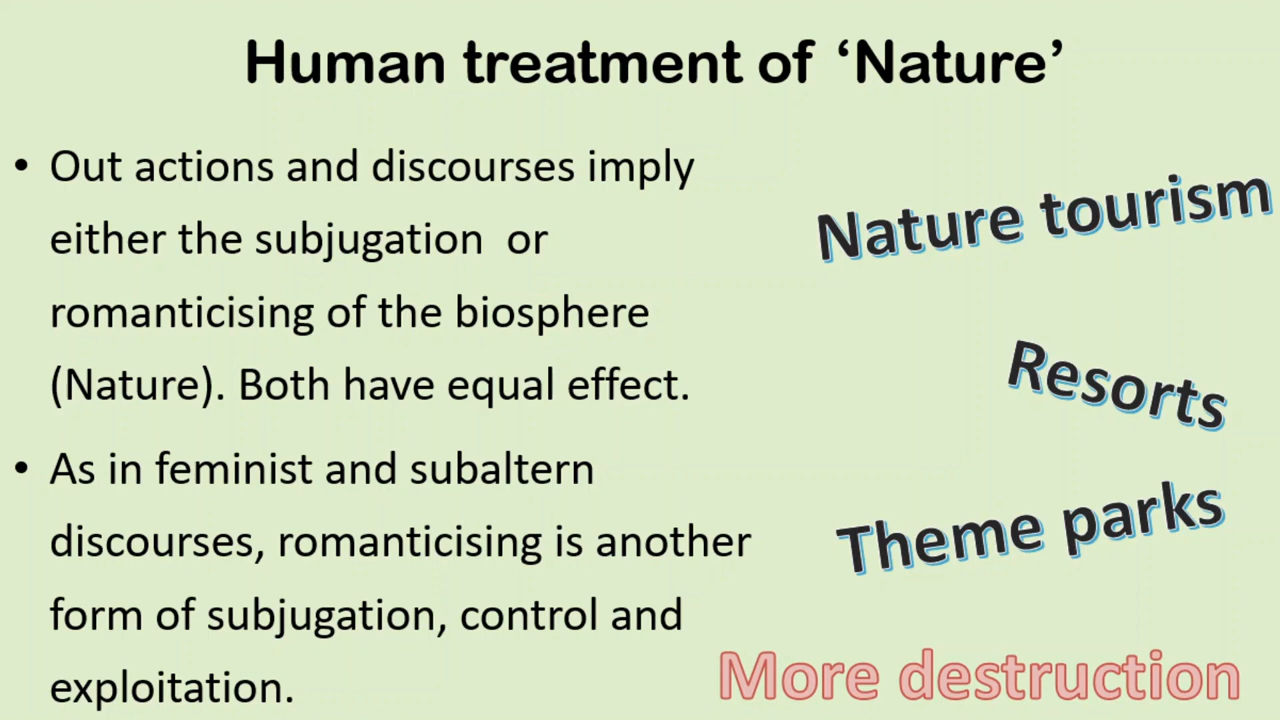 Human treatment of ‘Nature’
• Out actions and discourses imply
either the subjugation or
romanticising of the biosphere
(Nature). Both have equal effect.
• As in feminist and subaltern
discourses, romanticising is another
form of subjugation, control and
exploitation.
Nature tourism
Resorts
Theme parks
More destruction